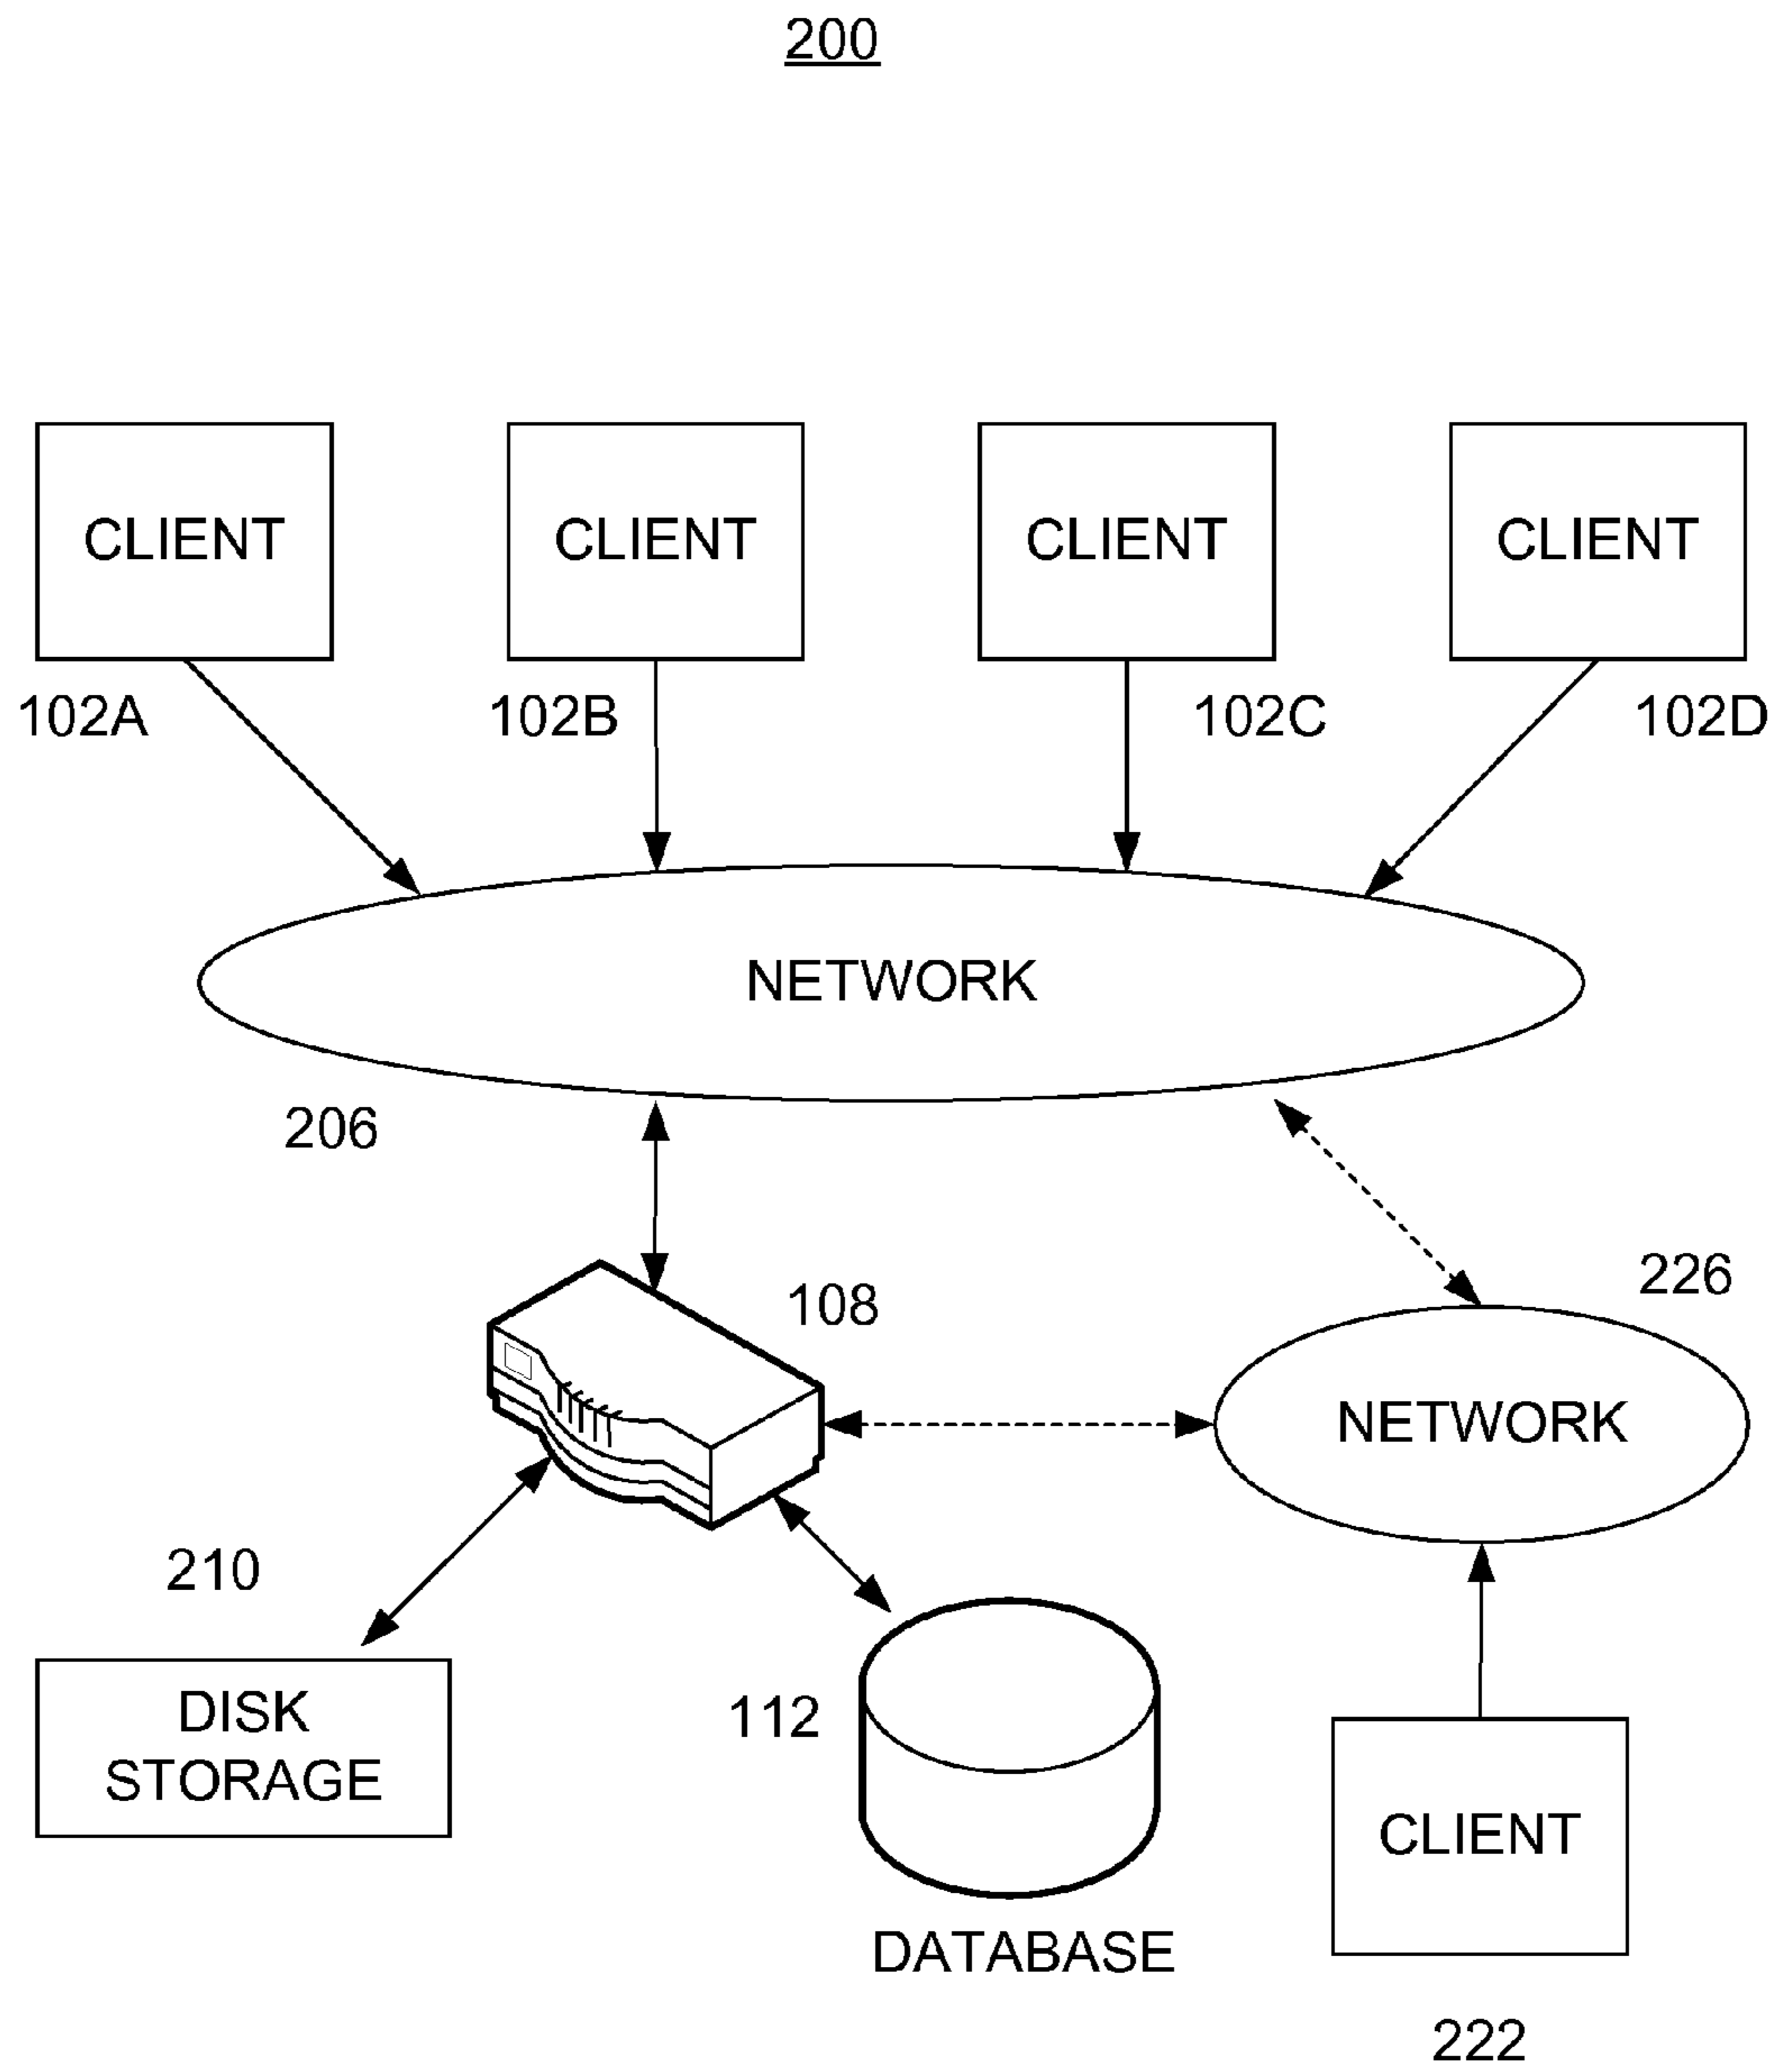 200
CLIENT CLIENT CLIENT CLIENT
102A 102B 102C 102D
NETWORK
206
226
108
NETWORK
210
DISK
STORAGE
112
CLIENT
DATABASE
222